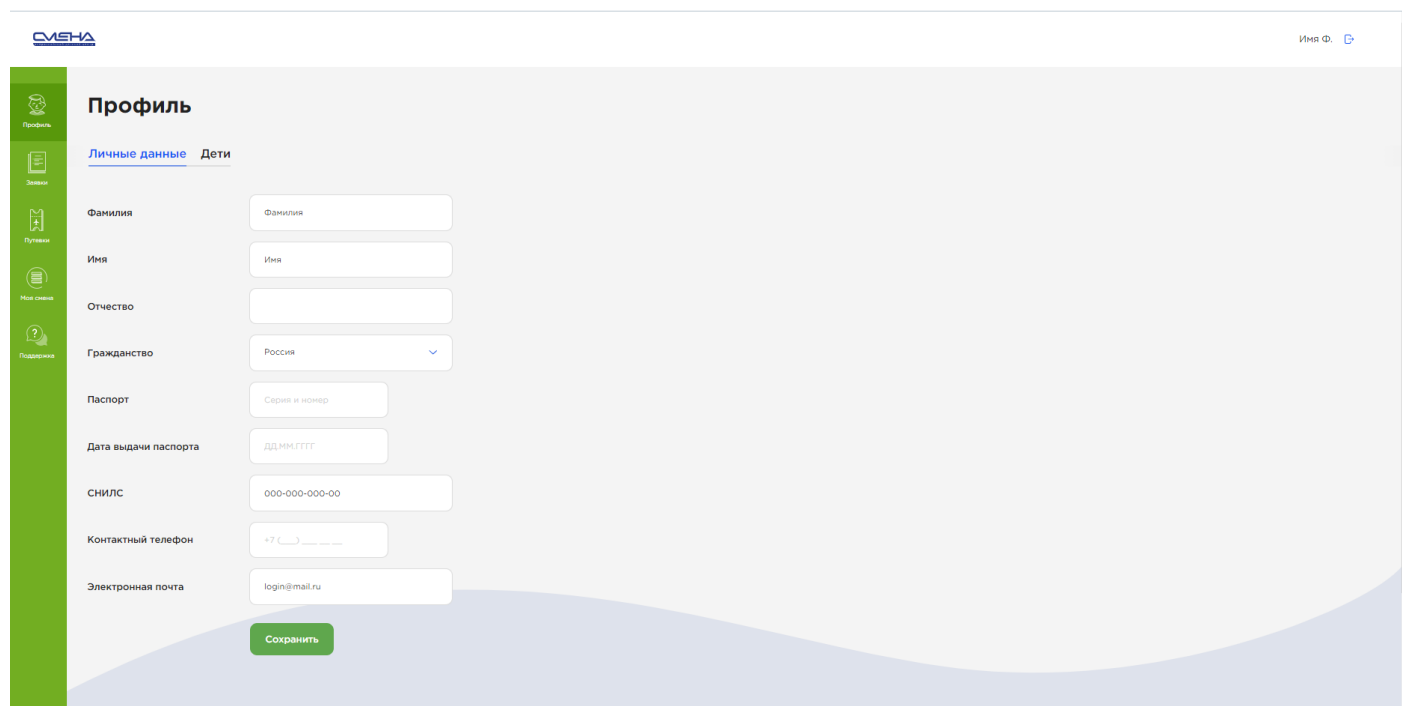 СМЕНА
Имя Ф.
Профиль
Заявки
Путевки
Моя смена
Поддержка
Профиль
Личные данные Дети
Фамилия Фамилия
Имя Имя
Отчество
Гражданство Россия
Паспорт Серия и номер
Дата выдачи паспорта ДД.ММ.ГГГГ
СНИЛС 000-000-000-00
Контактный телефон +7 (___) ___ __ __
Электронная почта login@mail.ru
Сохранить